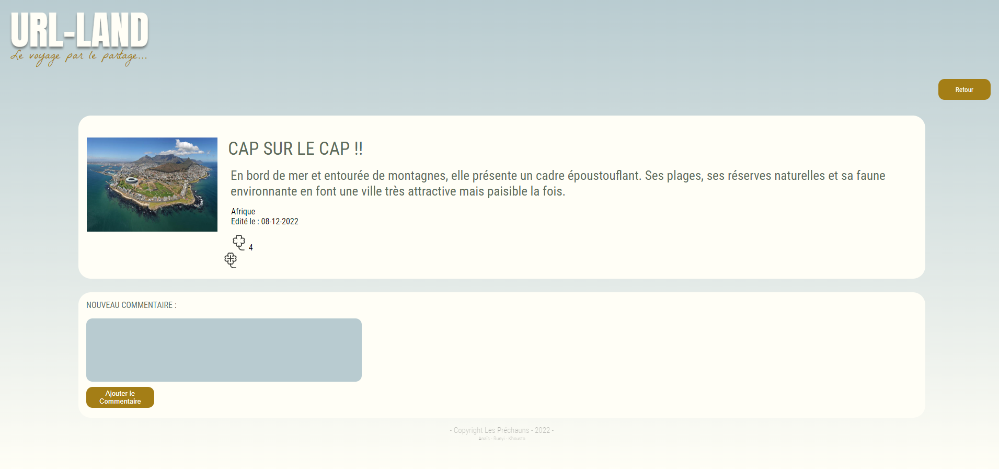 URL-LAND
Le voyage par le partage...
Retour
CAP SUR LE CAP !!
En bord de mer et entourée de montagnes, elle présente un cadre époustouflant. Ses plages, ses réserves naturelles et sa faune
environnante en font une ville très attractive mais paisible la fois.
Afrique
Edité le : 08-12-2022
4
NOUVEAU COMMENTAIRE :
Ajouter le
Commentaire
- Copyright Les Préchauns - 2022 -
Anaïs - Runyi - Khousto